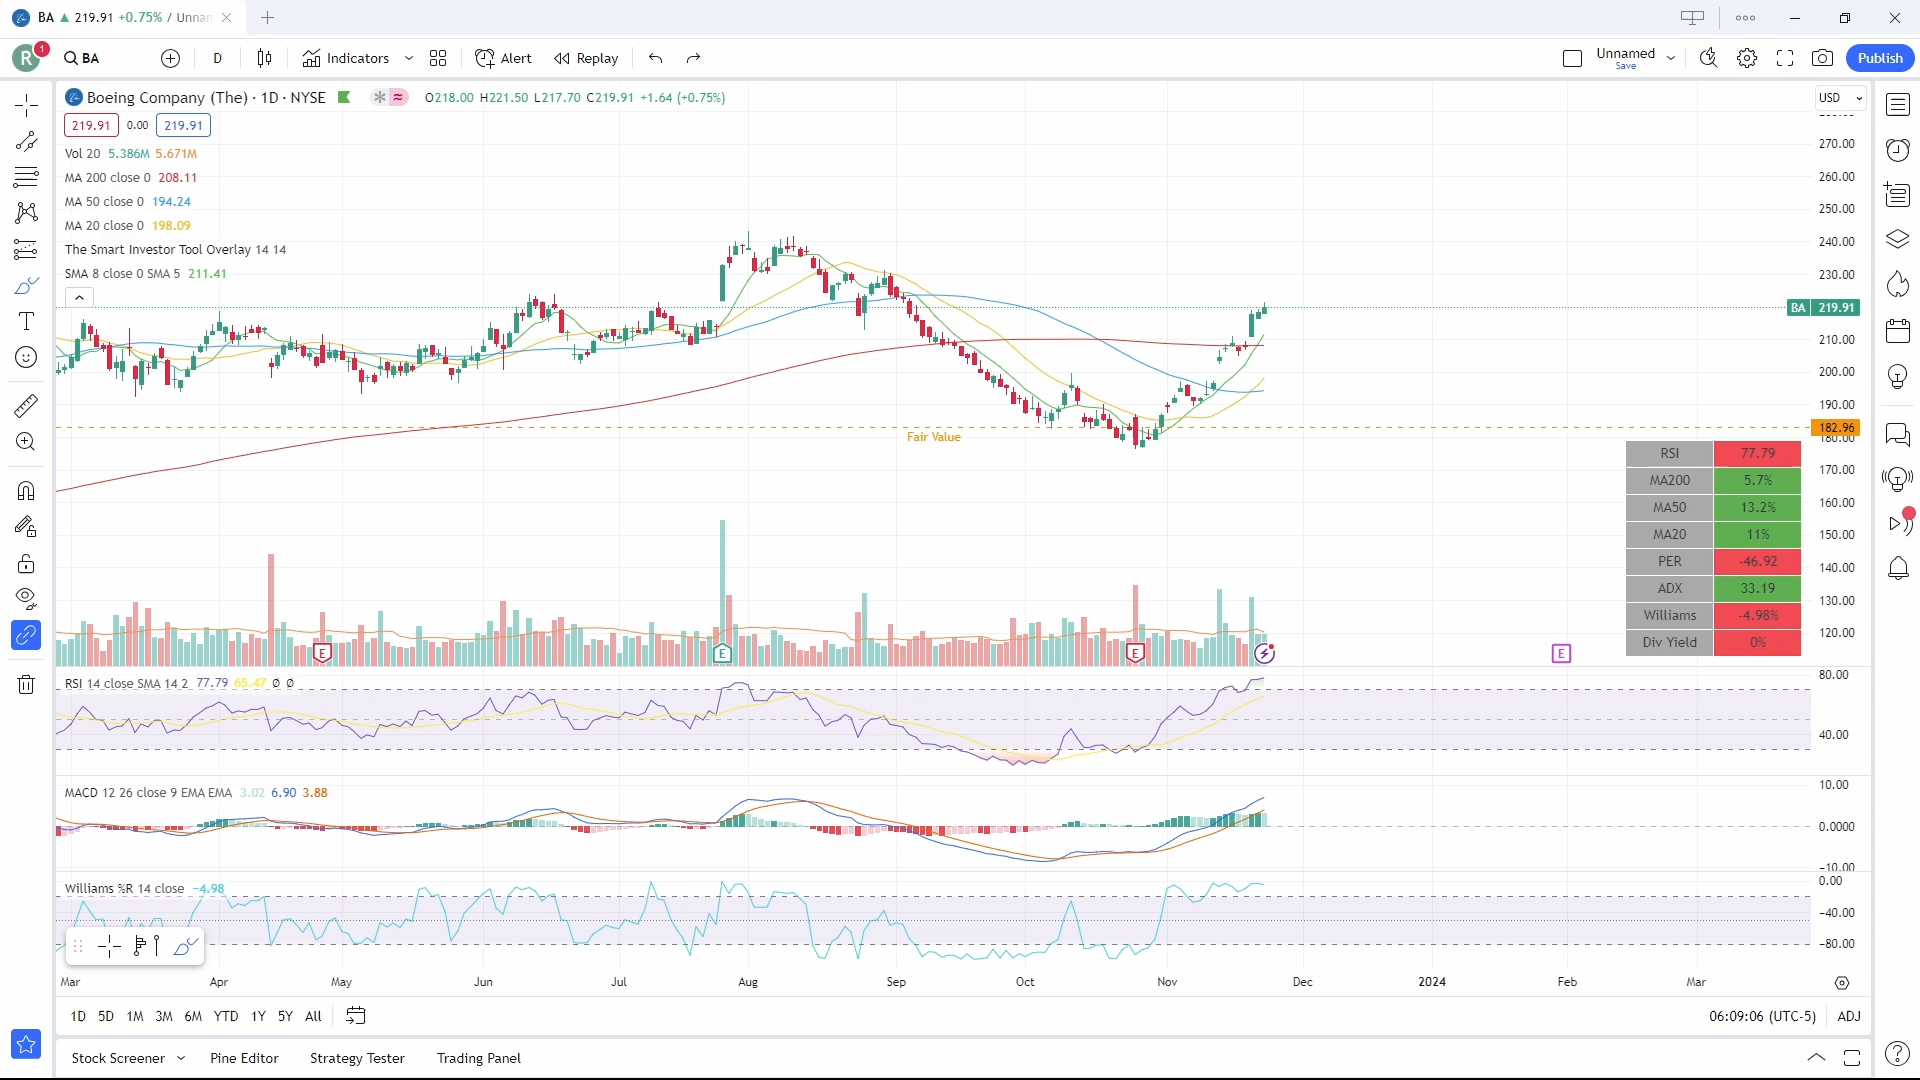 BA ▲ 219.91 +0.75% / Unnam
R 1 BA D Indicators Alert Replay Unnamed Save Publish
Boeing Company (The) · 1D · NYSE O218.00 H221.50 L217.70 C219.91 +1.64 (+0.75%) USD
219.91 0.00 219.91
Vol 20 5.386M 5.671M
MA 200 close 0 208.11
MA 50 close 0 194.24
MA 20 close 0 198.09
The Smart Investor Tool Overlay 14 14
SMA 8 close 0 SMA 5 211.41
270.00
260.00
250.00
240.00
230.00
BA 219.91
210.00
200.00
190.00
182.96
180.00
170.00
160.00
150.00
140.00
130.00
120.00
Fair Value
RSI 77.79
MA200 5.7%
MA50 13.2%
MA20 11%
PER -46.92
ADX 33.19
Williams -4.98%
Div Yield 0%
E E E E
RSI 14 close SMA 14 2 77.79 65.47 Ø Ø
80.00
40.00
MACD 12 26 close 9 EMA EMA 3.02 6.90 3.88
10.00
0.0000
−10.00
Williams %R 14 close −4.98
0.00
−40.00
−80.00
Mar Apr May Jun Jul Aug Sep Oct Nov Dec 2024 Feb Mar
1D 5D 1M 3M 6M YTD 1Y 5Y All 06:09:06 (UTC-5) ADJ
Stock Screener Pine Editor Strategy Tester Trading Panel